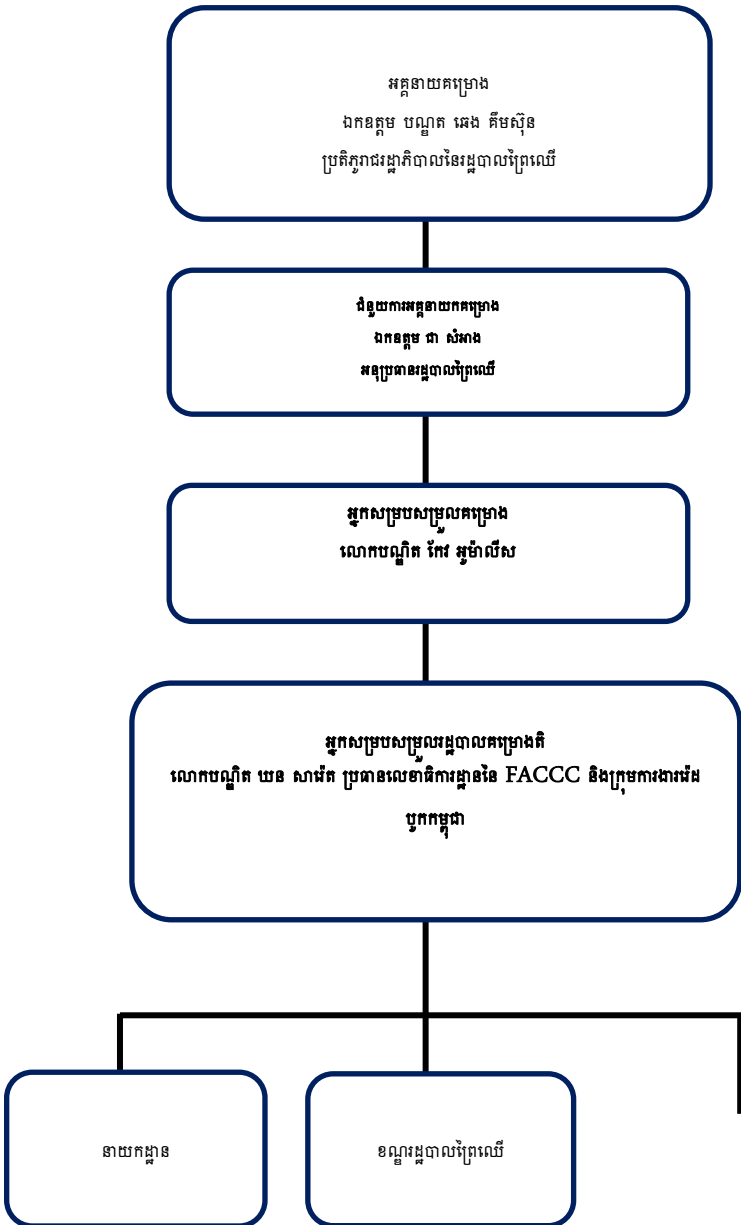 អគ្គនាយគម្រោង
ឯកឧត្តម បណ្ឌត ឆេង គឹមស៊ុន
ប្រតិភូរាជរដ្ឋាភិបាលនៃរដ្ឋបាលព្រៃឈើ
ជំនួយការអគ្គនាយកគម្រោង
ឯកឧត្តម ជា សំអាង
អនុប្រធានរដ្ឋបាលព្រៃឈើ
អ្នកសម្របសម្រួលគម្រោង
លោកបណ្ឌិត កែវ អូម៉ាលីស
អ្នកសម្របសម្រួលរដ្ឋបាលគម្រោងតិ
លោកបណ្ឌិត ឃន សារ៉េត ប្រធានលេខាធិការដ្ឋាននៃ FACCC និងក្រុមការងាររ៉េដ
បូកកម្ពុជា
នាយកដ្ឋាន
ខណ្ឌរដ្ឋបាលព្រៃឈើ